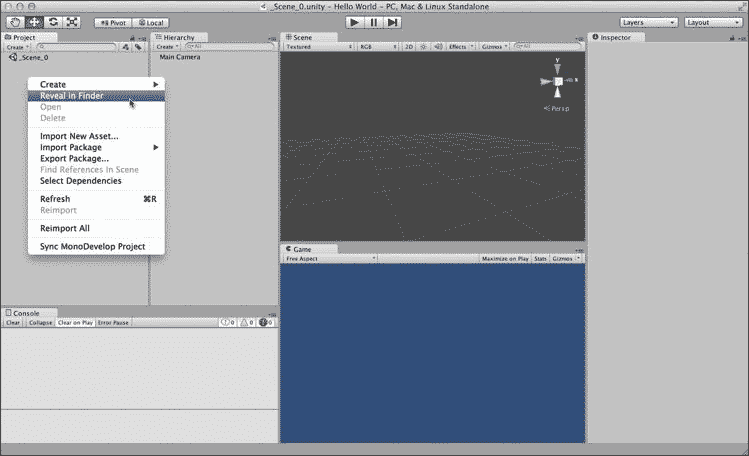 _Scene_0.unity – Hello World – PC, Mac & Linux Standalone
Pivot Local Layers Layout
Project Hierarchy Scene Inspector
Create Create All Textured RGB 2D Effects Gizmos All
_Scene_0 Main Camera
y
x
Persp
Create
Reveal in Finder
Open
Delete
Import New Asset...
Import Package
Export Package...
Find References In Scene
Select Dependencies
Refresh ⌘R
Reimport
Reimport All
Sync MonoDevelop Project
Game
Free Aspect Maximize on Play Stats Gizmos
Console
Clear Collapse Clear on Play Error Pause 0 0 0